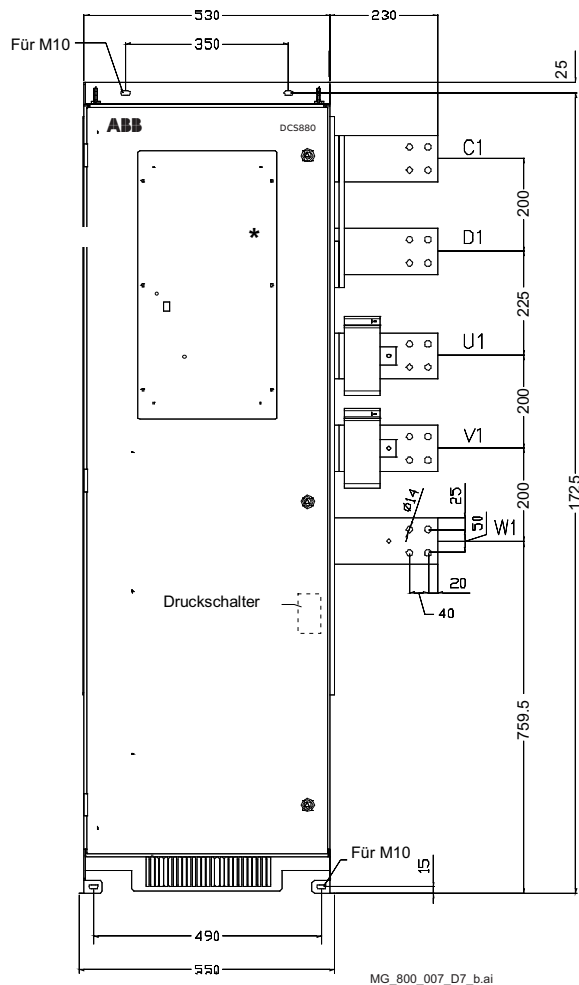 530
230
350
Für M10
25
ABB
DCS880
C1
200
*
D1
225
U1
200
V1
1725
200
Ø14
25
50
W1
Druckschalter
20
40
759.5
Für M10
15
490
550
MG_800_007_D7_b.ai